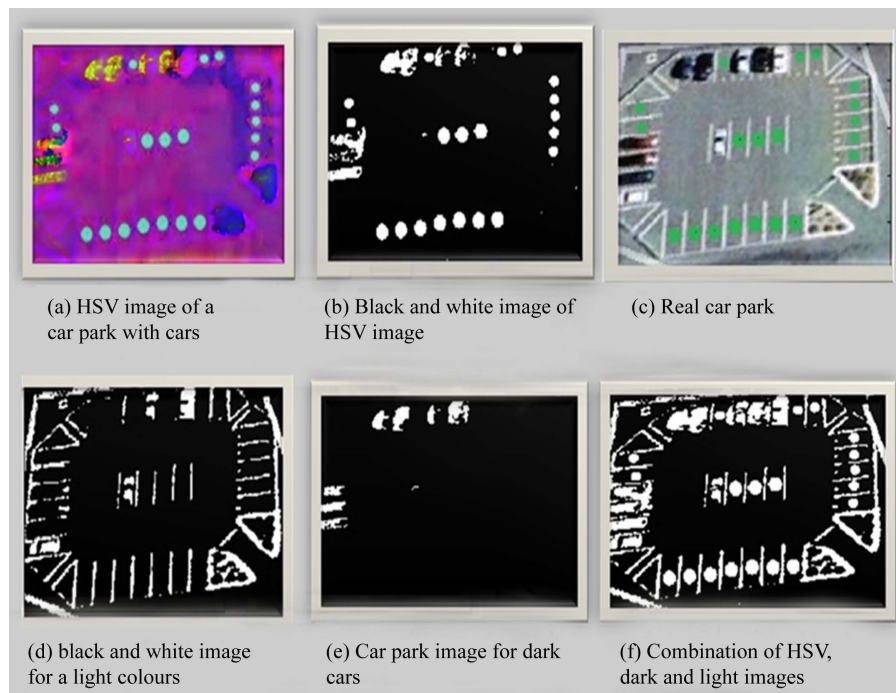 (a) HSV image of a
car park with cars
(b) Black and white image of
HSV image
(c) Real car park
(d) black and white image
for a light colours
(e) Car park image for dark
cars
(f) Combination of HSV,
dark and light images